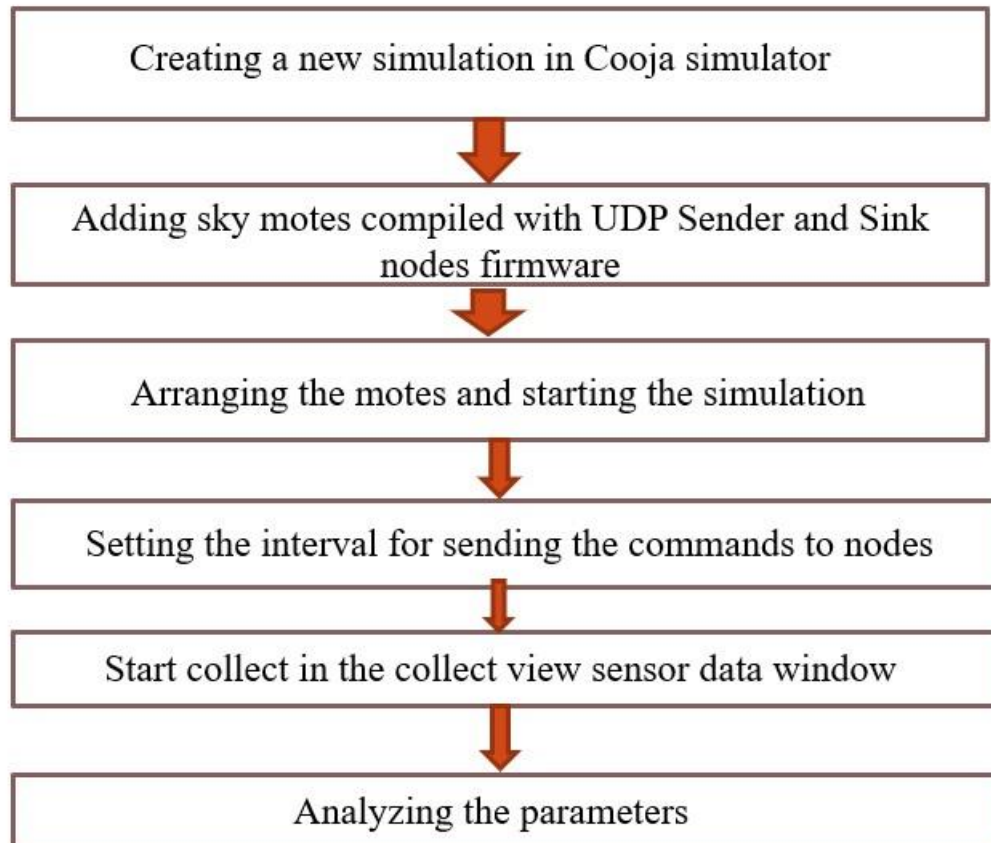 Creating a new simulation in Cooja simulator
Adding sky motes compiled with UDP Sender and Sink
nodes firmware
Arranging the motes and starting the simulation
Setting the interval for sending the commands to nodes
Start collect in the collect view sensor data window
Analyzing the parameters